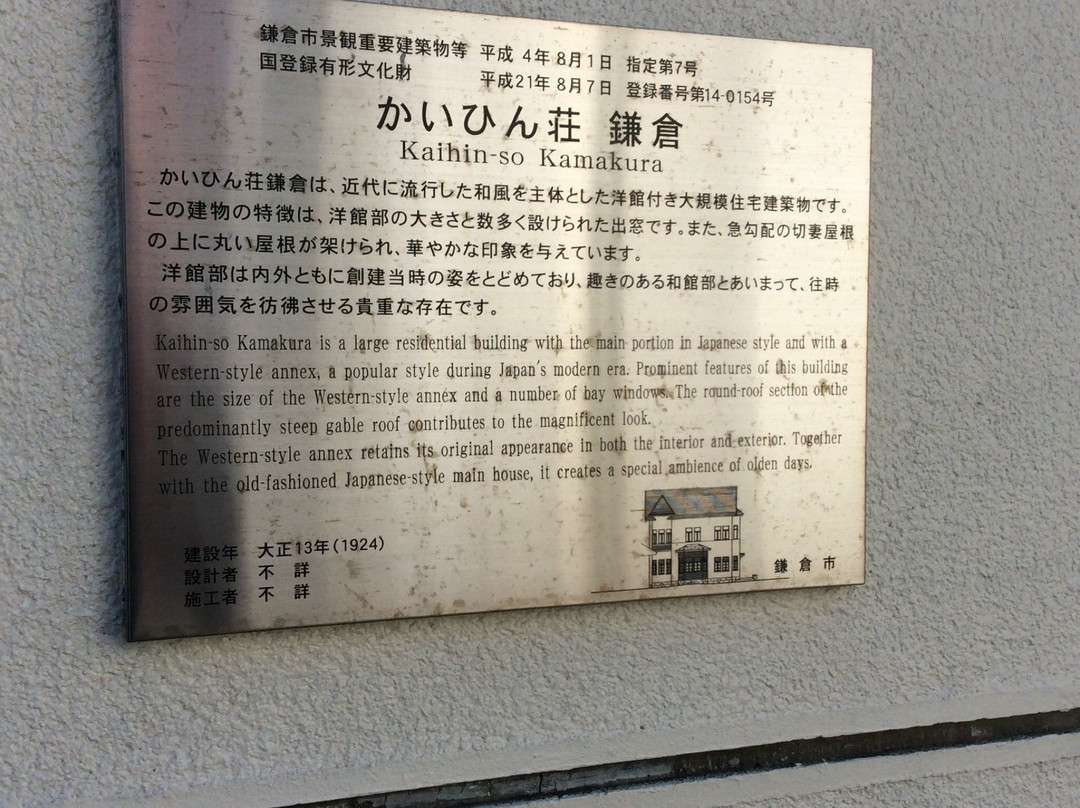 鎌倉市景観重要建築物等 平成 4年 8月 1日 指定第7号
国登録有形文化財 平成21年 8月 7日 登録番号第14-0154号
かいひん荘 鎌倉
Kaihin-so Kamakura
かいひん荘鎌倉は、近代に流行した和風を主体とした洋館付き大規模住宅建築物です。
この建物の特徴は、洋館部の大きさと数多く設けられた出窓です。また、急勾配の切妻屋根
の上に丸い屋根が架けられ、華やかな印象を与えています。
洋館部は内外ともに創建当時の姿をとどめており、趣きのある和館部とあいまって、往時
の雰囲気を彷彿させる貴重な存在です。
Kaihin-so Kamakura is a large residential building with the main portion in Japanese style and with a
Western-style annex, a popular style during Japan's modern era. Prominent features of this building
are the size of the Western-style annex and a number of bay windows. The round-roof section of the
predominantly steep gable roof contributes to the magnificent look.
The Western-style annex retains its original appearance in both the interior and exterior. Together
with the old-fashioned Japanese-style main house, it creates a special ambience of olden days.
建設年 大正13年(1924)
設計者 不 詳
施工者 不 詳
鎌 倉 市